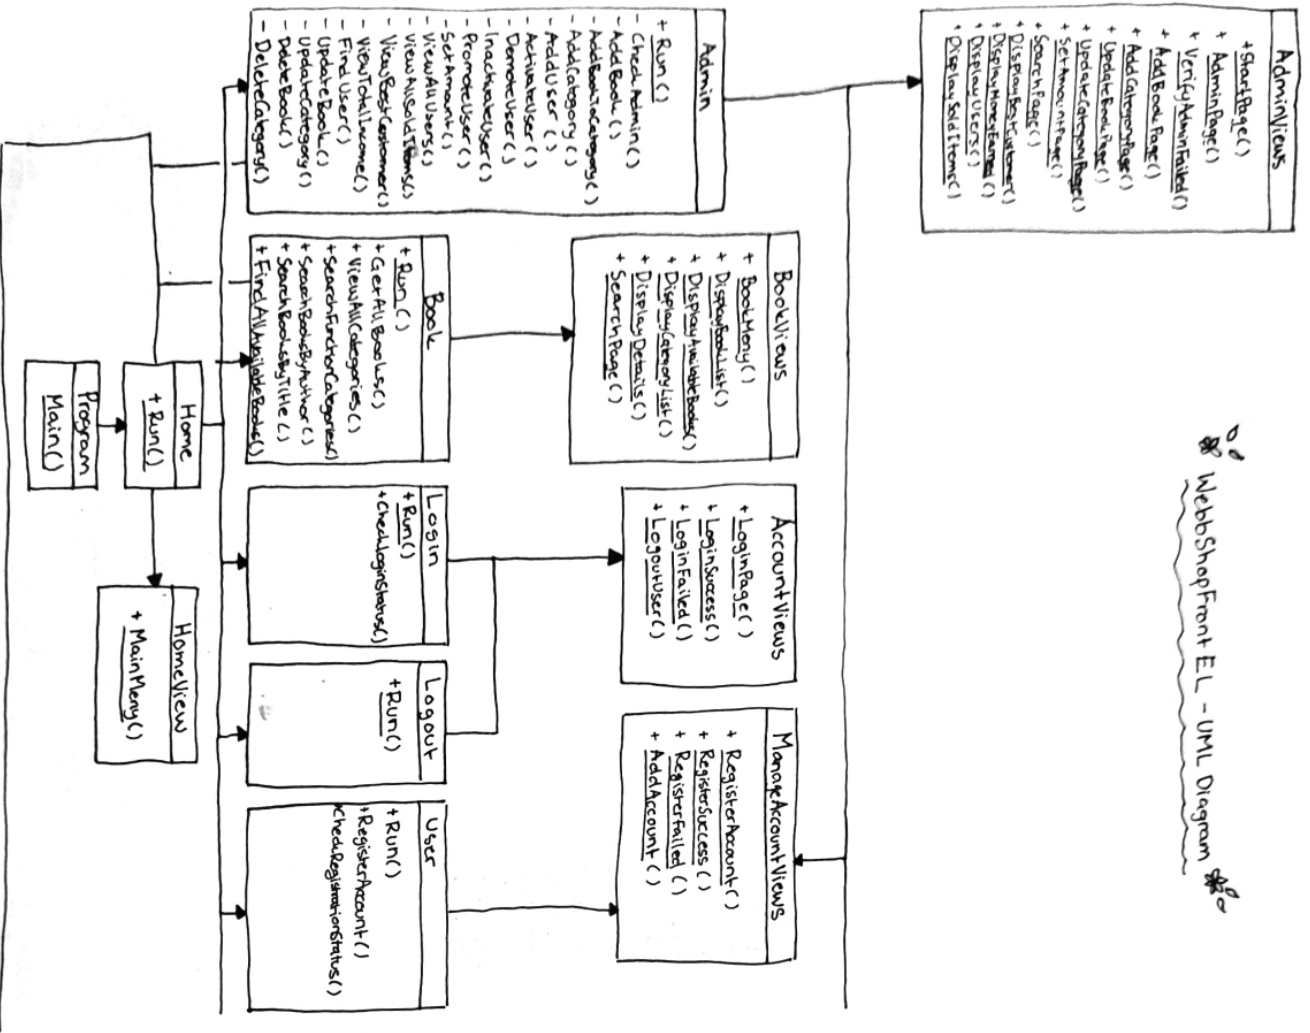 WebbShopFront EL - UML Diagram
AdminViews
+StartPage()
+ AdminPage()
+ VerifyAdminFailed()
+ AddBookPage()
+ AddCategoryPage()
+ UpdateBookPage()
+ UpdateCategoryPage()
+ SetAmountPage()
+ SearchPage()
+ DisplayBestCustomer()
+ DisplayMoneyEarned()
+ DisplayUsers()
+ DisplaySoldItems()
BookViews
+ BookMeny()
+ DisplayBookList()
+ DisplayAvailableBooks()
+ DisplayCategoryList()
+ DisplayDetails()
+ SearchPage()
AccountViews
+ LoginPage()
+ LoginSuccess()
+ LoginFailed()
+ LogoutUser()
ManageAccountViews
+ RegisterAccount()
+ RegisterSuccess()
+ RegisterFailed()
+ AddAccount()
Admin
+ Run()
- CheckAdmin()
- AddBook()
- AddBookToCategory()
- AddCategory()
- AddUser()
- ActivateUser()
- DemoteUser()
- InactivateUser()
- PromoteUser()
- SetAmount()
- ViewAllUsers()
- ViewAllSoldItems()
- ViewBestCustomer()
- ViewTotalIncome()
- FindUser()
- UpdateBook()
- UpdateCategory()
- DeleteBook()
- DeleteCategory()
Book
+ Run()
+ GetAllBooks()
+ ViewAllCategories()
+ SearchFunctionCategories()
+ SearchBooksByAuthor()
+ SearchBooksByTitle()
+ FindAllAvailableBooks()
Login
+ Run()
+CheckLoginStatus()
Logout
+Run()
User
+Run()
+RegisterAccount()
+CheckRegistrationStatus()
Home
+ Run()
HomeView
+ MainMeny()
Program
Main()